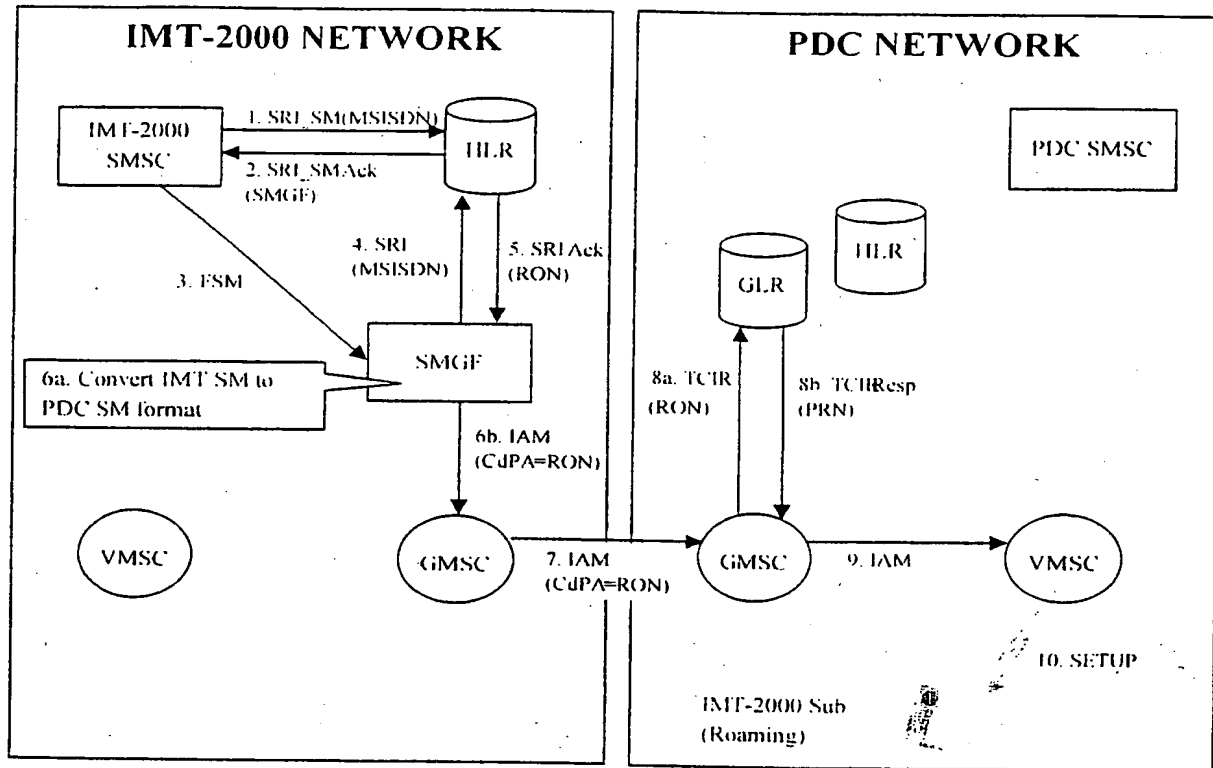 IMT-2000 NETWORK
IMT-2000
SMSC
1. SRI_SM(MSISDN)
2. SRI_SMAck
(SMGF)
HLR
3. FSM
4. SRI
(MSISDN)
5. SRI Ack
(RON)
SMGF
6a. Convert IMT SM to
PDC SM format
6b. IAM
(CdPA=RON)
VMSC
GMSC
7. IAM
(CdPA=RON)
PDC NETWORK
PDC SMSC
HLR
GLR
8a. TCIR
(RON)
8b. TCIRResp
(PRN)
GMSC
9. IAM
VMSC
10. SETUP
IMT-2000 Sub
(Roaming)